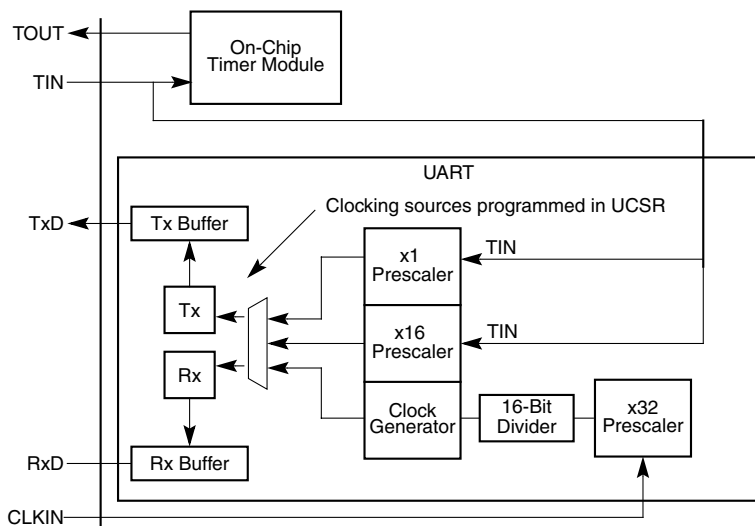 TOUT
On-Chip
Timer Module
TIN
UART
Clocking sources programmed in UCSR
TxD
Tx Buffer
x1
Prescaler
TIN
Tx
x16
Prescaler
TIN
Rx
Clock
Generator
16-Bit
Divider
x32
Prescaler
RxD
Rx Buffer
CLKIN